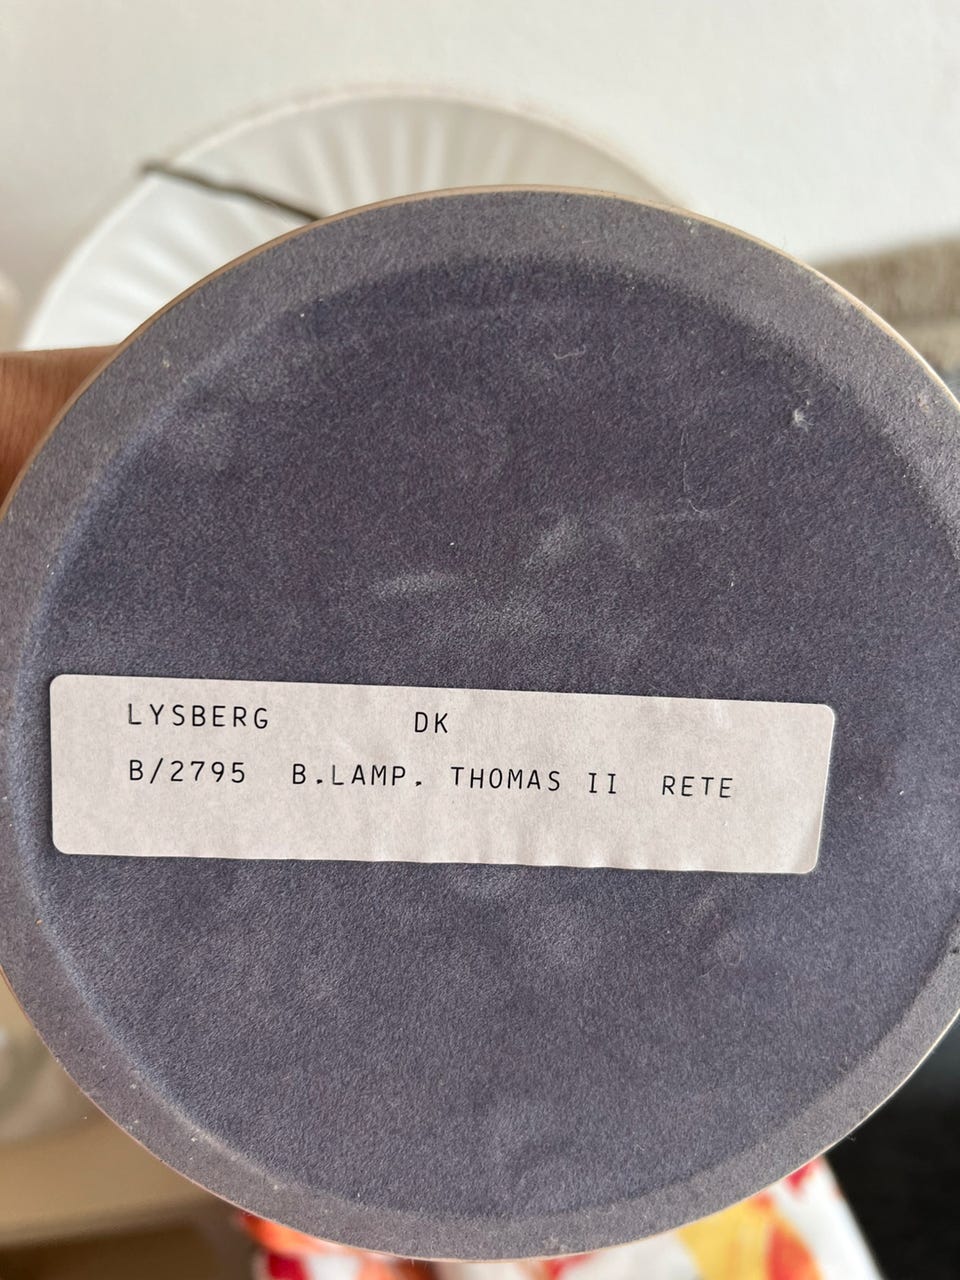 LYSBERG DK
B/2795 B.LAMP. THOMAS II RETE